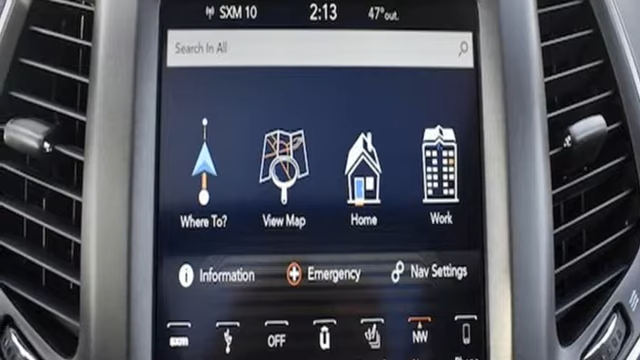 SXM 10 2:13 47° out.
Search In All
Where To? View Map Home Work
Information Emergency Nav Settings
sxm OFF NW